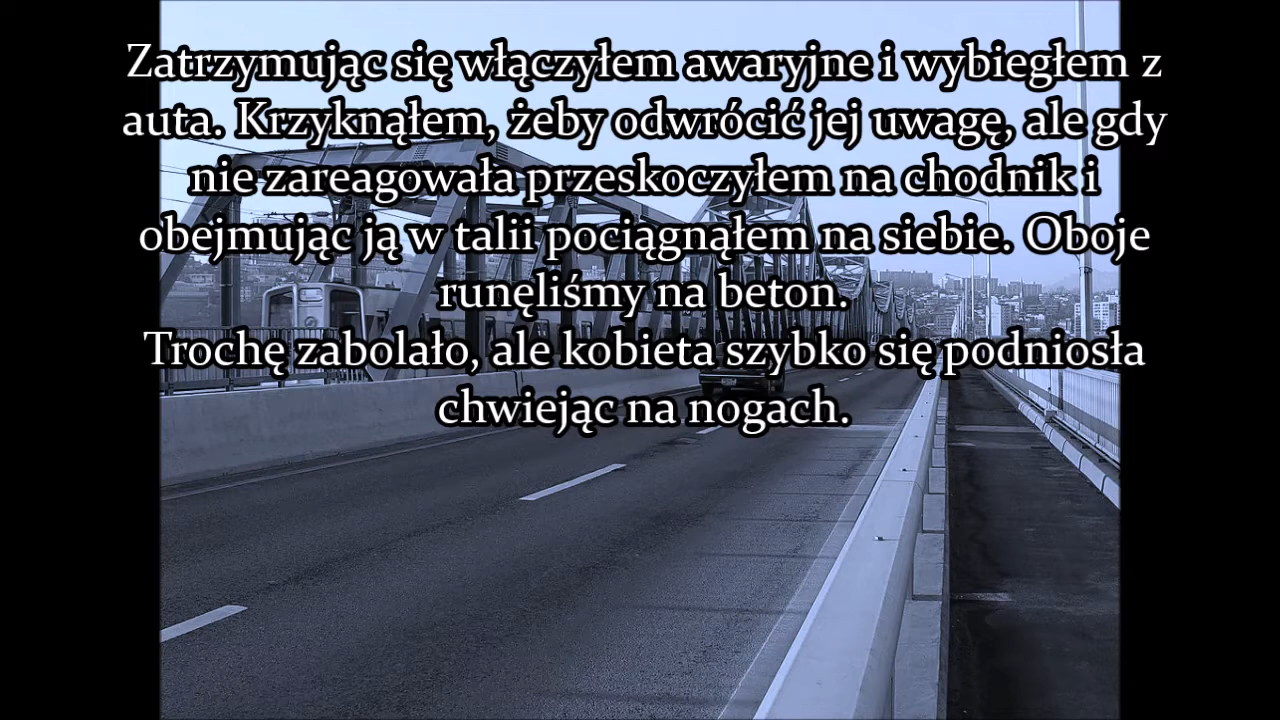 Zatrzymując się włączyłem awaryjne i wybiegłem z
auta. Krzyknąłem, żeby odwrócić jej uwagę, ale gdy
nie zareagowała przeskoczyłem na chodnik i
obejmując ją w talii pociągnąłem na siebie. Oboje
runęliśmy na beton.
Trochę zabolało, ale kobieta szybko się podniosła
chwiejąc na nogach.